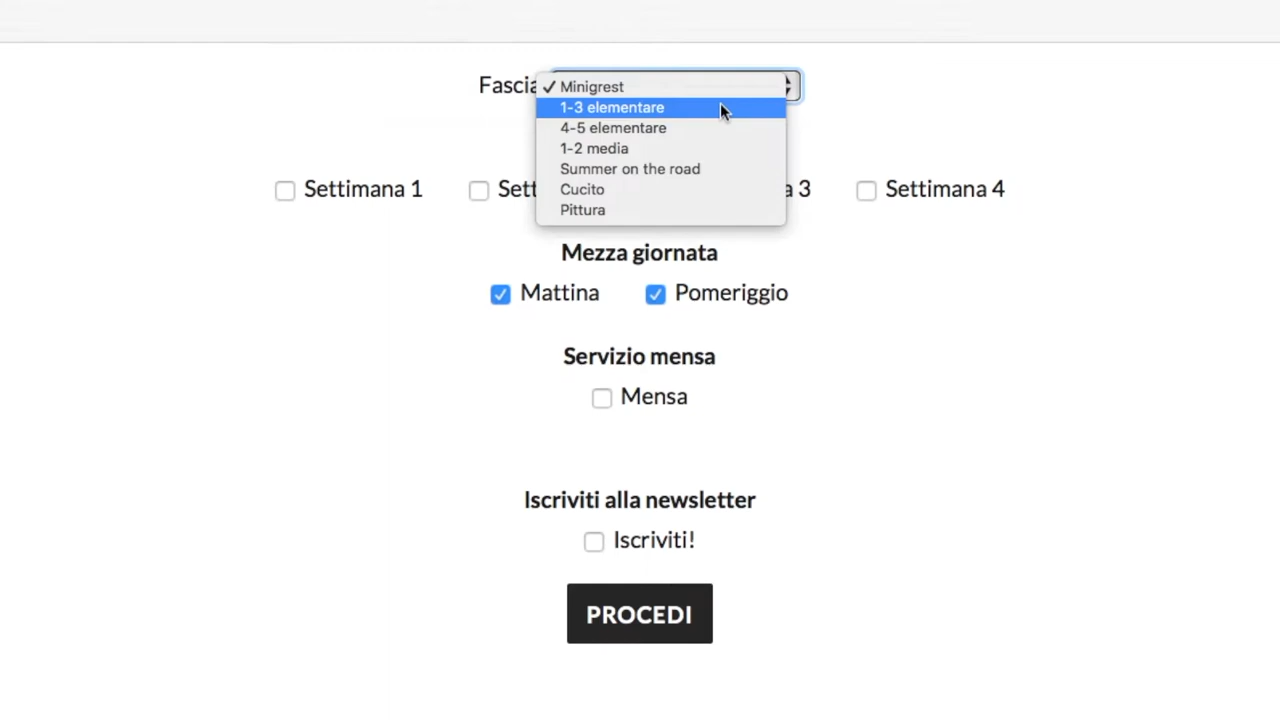 Fascia
✓ Minigrest
1-3 elementare
4-5 elementare
1-2 media
Summer on the road
Cucito
Pittura
Settimana 1 Sett a 3 Settimana 4
Mezza giornata
Mattina Pomeriggio
Servizio mensa
Mensa
Iscriviti alla newsletter
Iscriviti!
PROCEDI